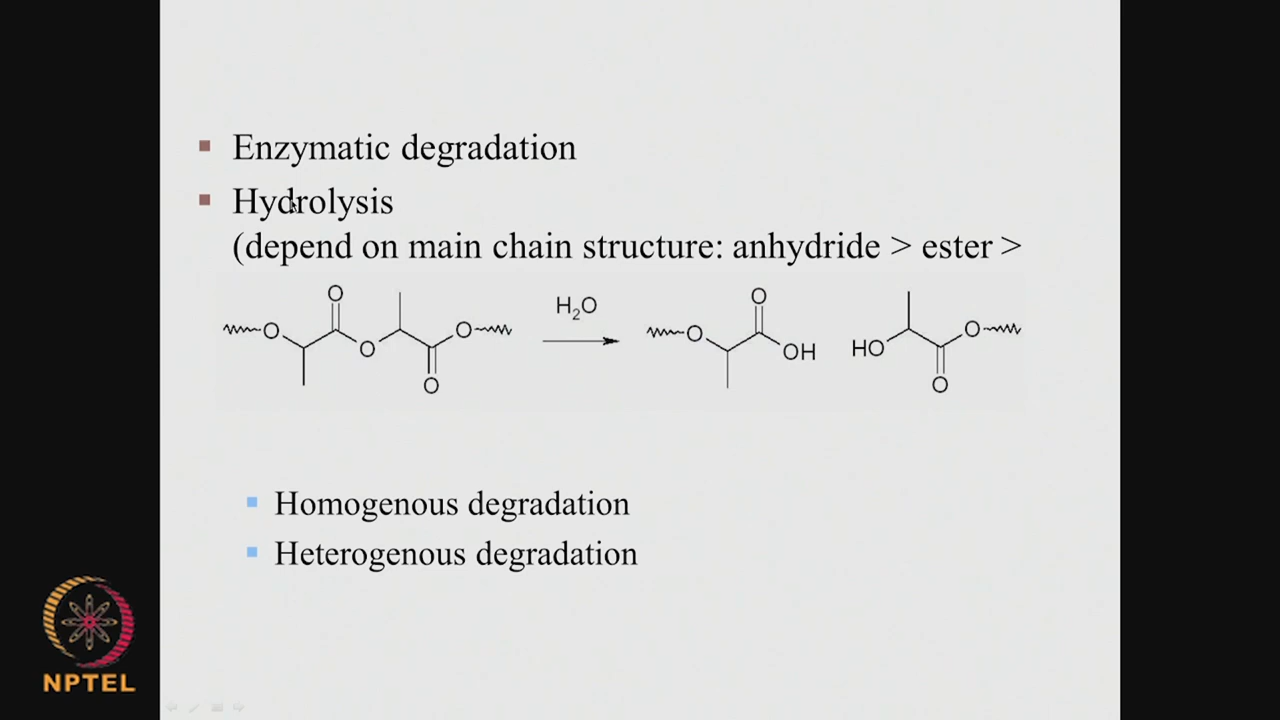 Enzymatic degradation
Hydrolysis
(depend on main chain structure: anhydride > ester >
O
O
O
O
O
H2O
O
O
OH
HO
O
O
Homogenous degradation
Heterogenous degradation
NPTEL